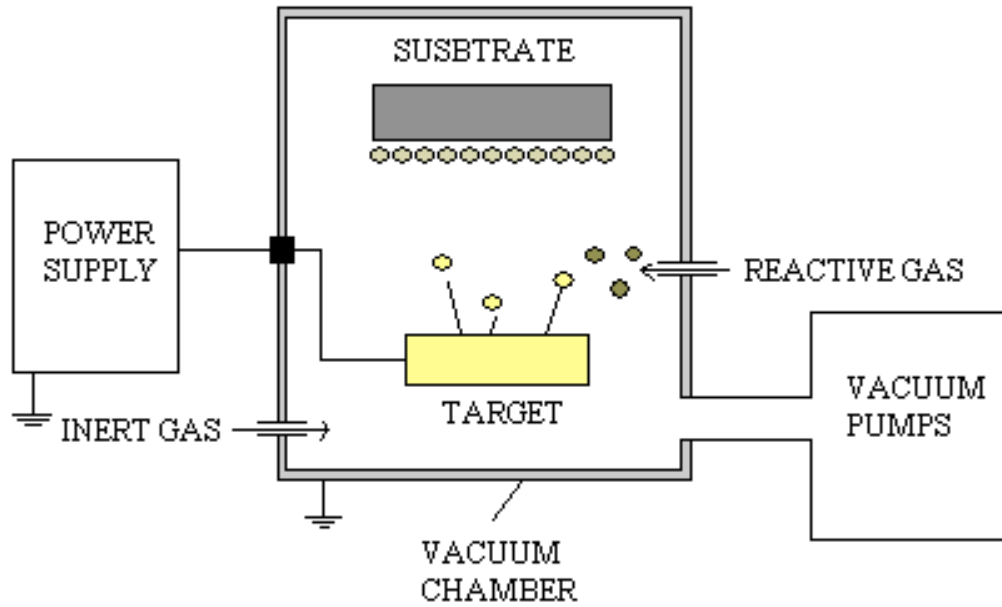 SUSBTRATE
POWER
SUPPLY
REACTIVE GAS
INERT GAS
TARGET
VACUUM
PUMPS
VACUUM
CHAMBER